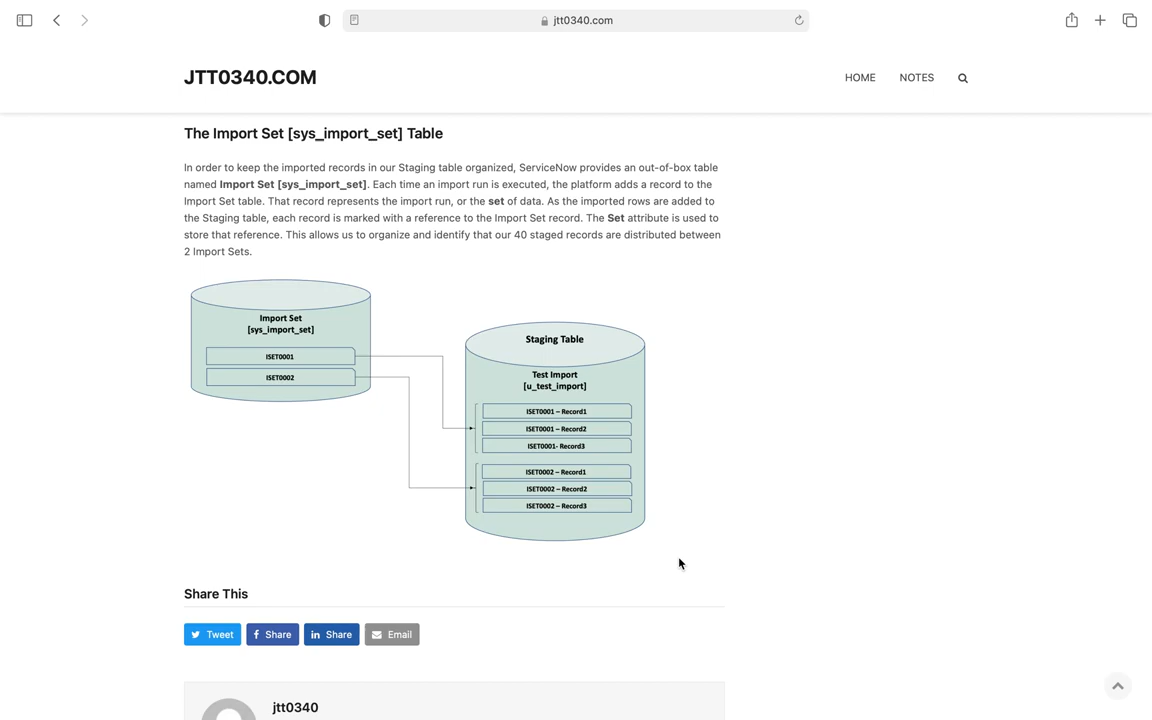 jtt0340.com
JTT0340.COM
HOME NOTES
The Import Set [sys_import_set] Table
In order to keep the imported records in our Staging table organized, ServiceNow provides an out-of-box table
named Import Set [sys_import_set]. Each time an import run is executed, the platform adds a record to the
Import Set table. That record represents the import run, or the set of data. As the imported rows are added to
the Staging table, each record is marked with a reference to the Import Set record. The Set attribute is used to
store that reference. This allows us to organize and identify that our 40 staged records are distributed between
2 Import Sets.
Import Set
[sys_import_set]
ISET0001
ISET0002
Staging Table
Test Import
[u_test_import]
ISET0001 – Record1
ISET0001 – Record2
ISET0001- Record3
ISET0002 – Record1
ISET0002 – Record2
ISET0002 – Record3
Share This
Tweet Share Share Email
jtt0340